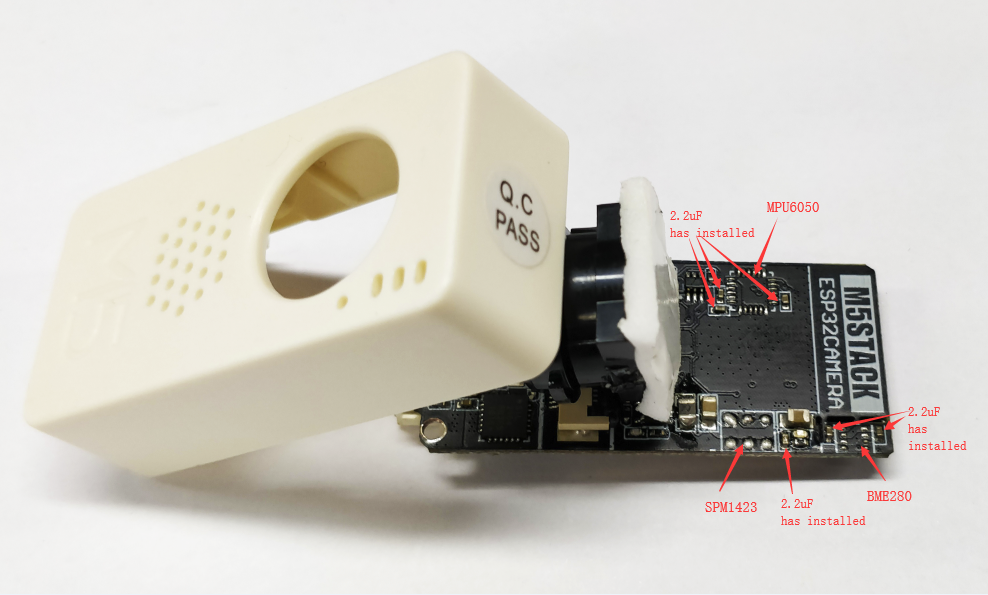 Q.C
PASS
2.2uF
has installed
MPU6050
M5STACK
ESP32CAMERA
2.2uF
has
installed
SPM1423
2.2uF
has installed
BME280